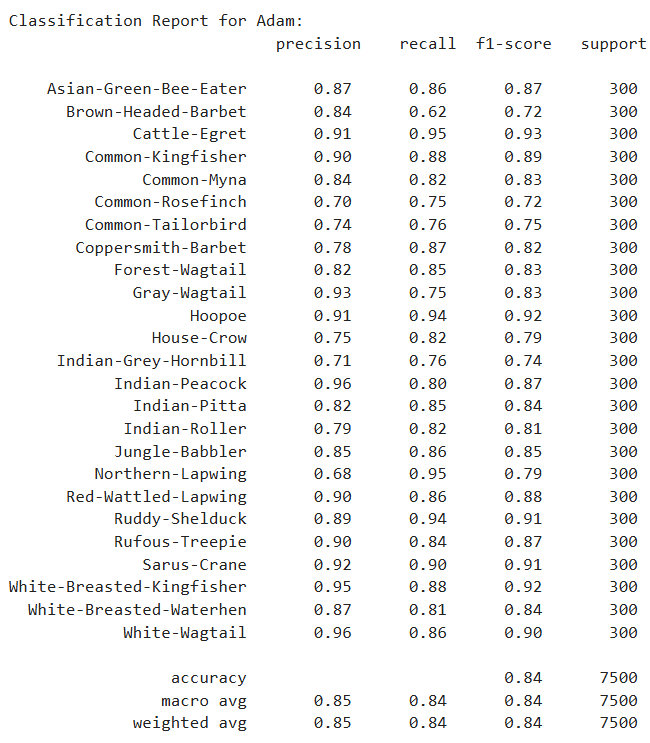 Classification Report for Adam:
precision recall f1-score support
Asian-Green-Bee-Eater 0.87 0.86 0.87 300
Brown-Headed-Barbet 0.84 0.62 0.72 300
Cattle-Egret 0.91 0.95 0.93 300
Common-Kingfisher 0.90 0.88 0.89 300
Common-Myna 0.84 0.82 0.83 300
Common-Rosefinch 0.70 0.75 0.72 300
Common-Tailorbird 0.74 0.76 0.75 300
Coppersmith-Barbet 0.78 0.87 0.82 300
Forest-Wagtail 0.82 0.85 0.83 300
Gray-Wagtail 0.93 0.75 0.83 300
Hoopoe 0.91 0.94 0.92 300
House-Crow 0.75 0.82 0.79 300
Indian-Grey-Hornbill 0.71 0.76 0.74 300
Indian-Peacock 0.96 0.80 0.87 300
Indian-Pitta 0.82 0.85 0.84 300
Indian-Roller 0.79 0.82 0.81 300
Jungle-Babbler 0.85 0.86 0.85 300
Northern-Lapwing 0.68 0.95 0.79 300
Red-Wattled-Lapwing 0.90 0.86 0.88 300
Ruddy-Shelduck 0.89 0.94 0.91 300
Rufous-Treepie 0.90 0.84 0.87 300
Sarus-Crane 0.92 0.90 0.91 300
White-Breasted-Kingfisher 0.95 0.88 0.92 300
White-Breasted-Waterhen 0.87 0.81 0.84 300
White-Wagtail 0.96 0.86 0.90 300
accuracy 0.84 7500
macro avg 0.85 0.84 0.84 7500
weighted avg 0.85 0.84 0.84 7500